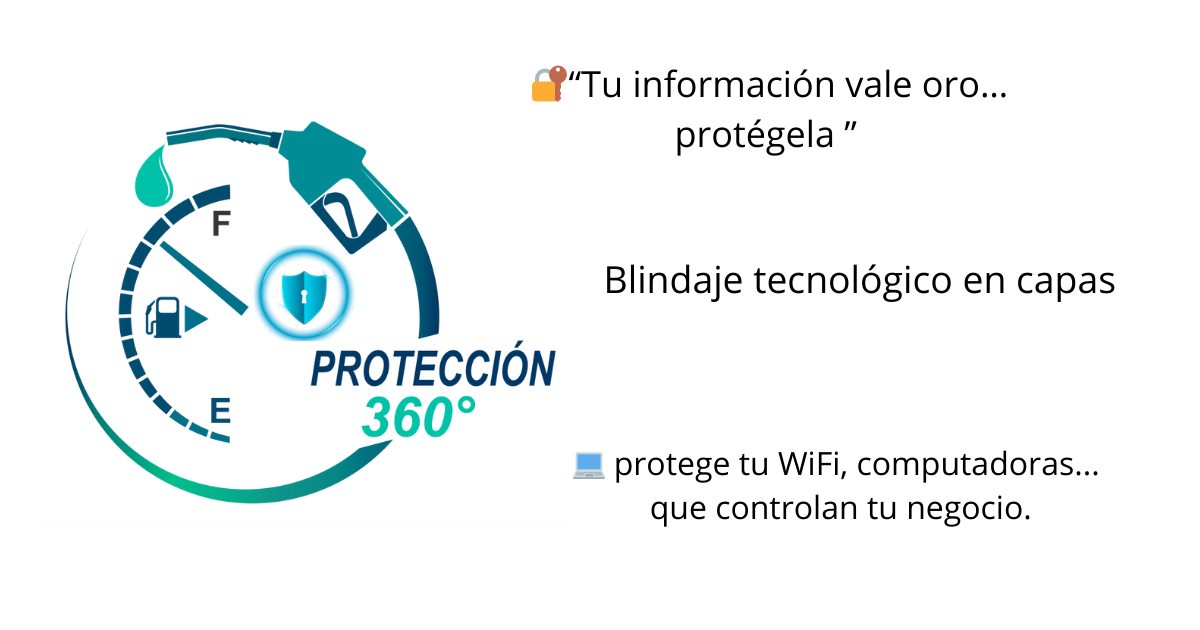 🔐“Tu información vale oro...
protégela ”
F
Blindaje tecnológico en capas
PROTECCIÓN
360°
E
💻 protege tu WiFi, computadoras...
que controlan tu negocio.